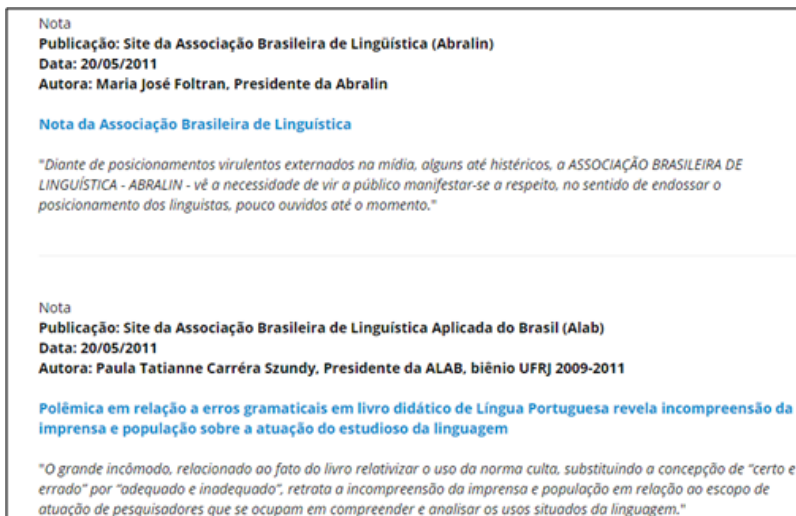 Nota
Publicação: Site da Associação Brasileira de Lingüística (Abralin)
Data: 20/05/2011
Autora: Maria José Foltran, Presidente da Abralin
Nota da Associação Brasileira de Linguística
"Diante de posicionamentos virulentos externados na mídia, alguns até histéricos, a ASSOCIAÇÃO BRASILEIRA DE
LINGUÍSTICA - ABRALIN - vê a necessidade de vir a público manifestar-se a respeito, no sentido de endossar o
posicionamento dos linguistas, pouco ouvidos até o momento."
Nota
Publicação: Site da Associação Brasileira de Linguística Aplicada do Brasil (Alab)
Data: 20/05/2011
Autora: Paula Tatianne Carréra Szundy, Presidente da ALAB, biênio UFRJ 2009-2011
Polêmica em relação a erros gramaticais em livro didático de Língua Portuguesa revela incompreensão da
imprensa e população sobre a atuação do estudioso da linguagem
"O grande incômodo, relacionado ao fato do livro relativizar o uso da norma culta, substituindo a concepção de “certo e
errado” por “adequado e inadequado”, retrata a incompreensão da imprensa e população em relação ao escopo de
atuação de pesquisadores que se ocupam em compreender e analisar os usos situados da linguagem."